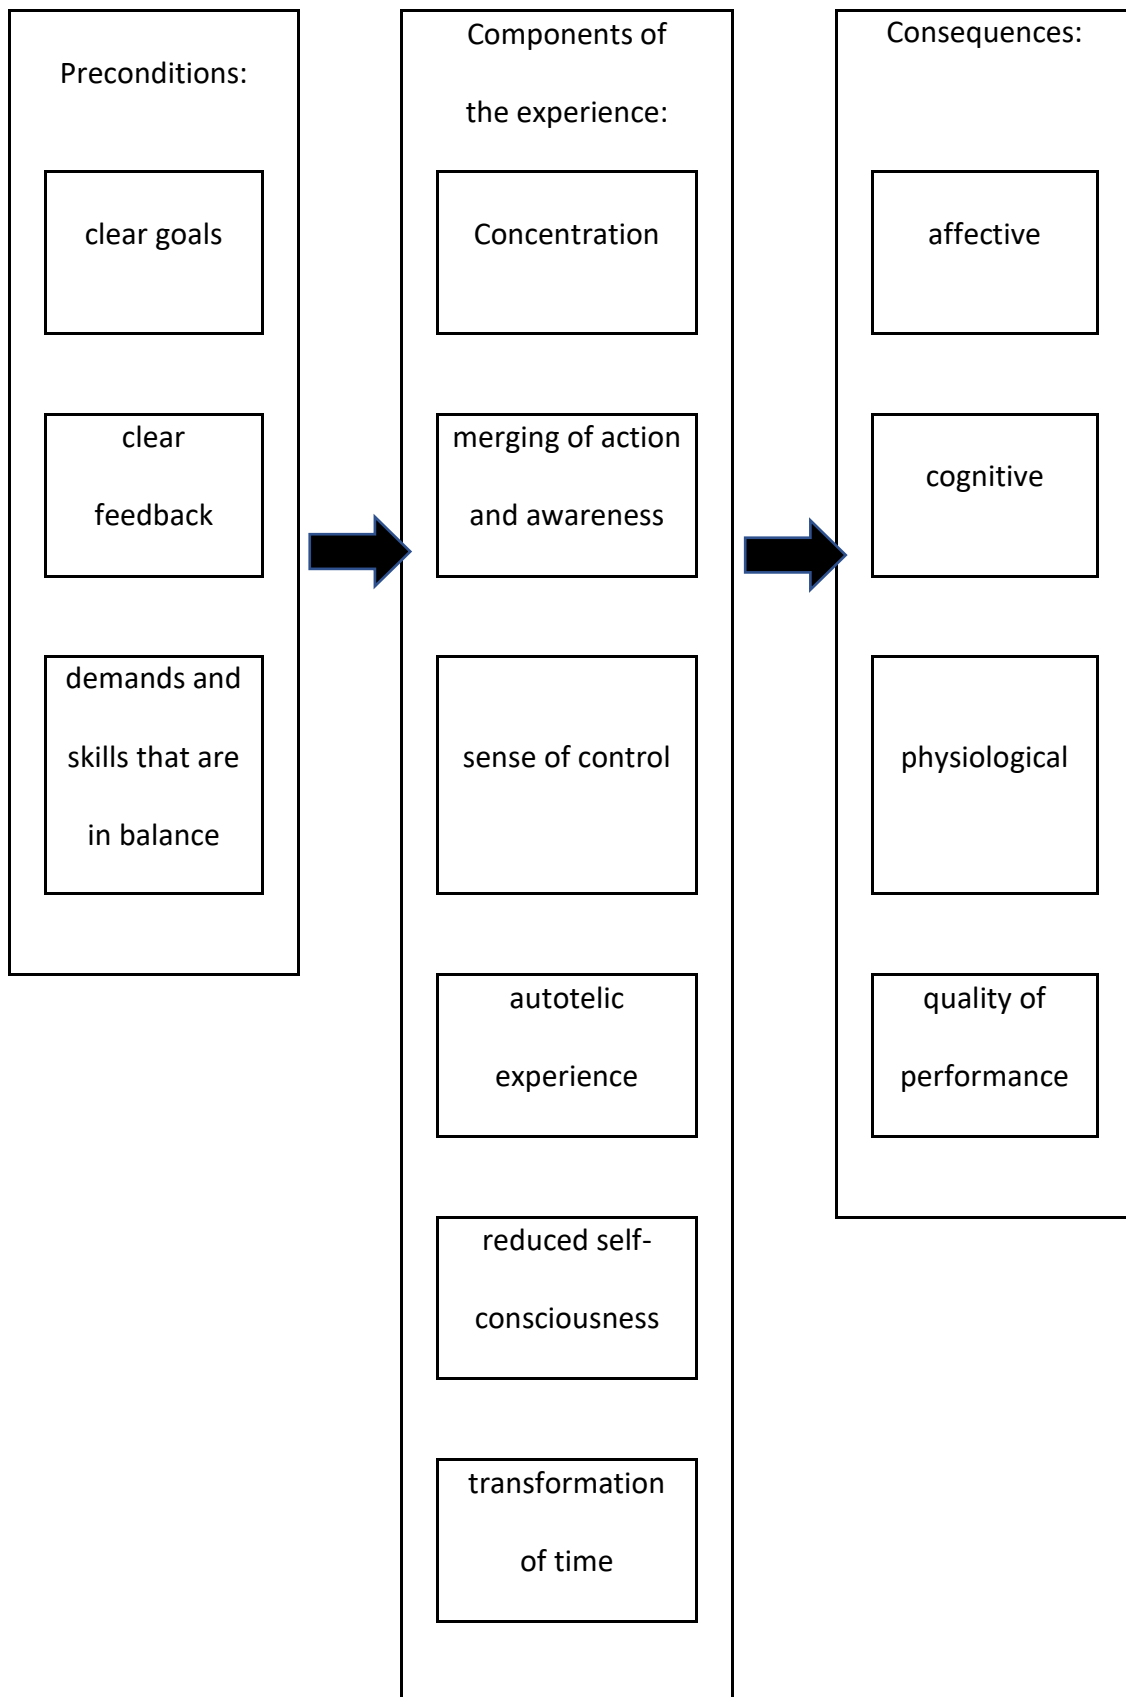 Preconditions:
clear goals
clear
feedback
demands and
skills that are
in balance
Components of
the experience:
Concentration
merging of action
and awareness
sense of control
autotelic
experience
reduced self-
consciousness
transformation
of time
Consequences:
affective
cognitive
physiological
quality of
performance